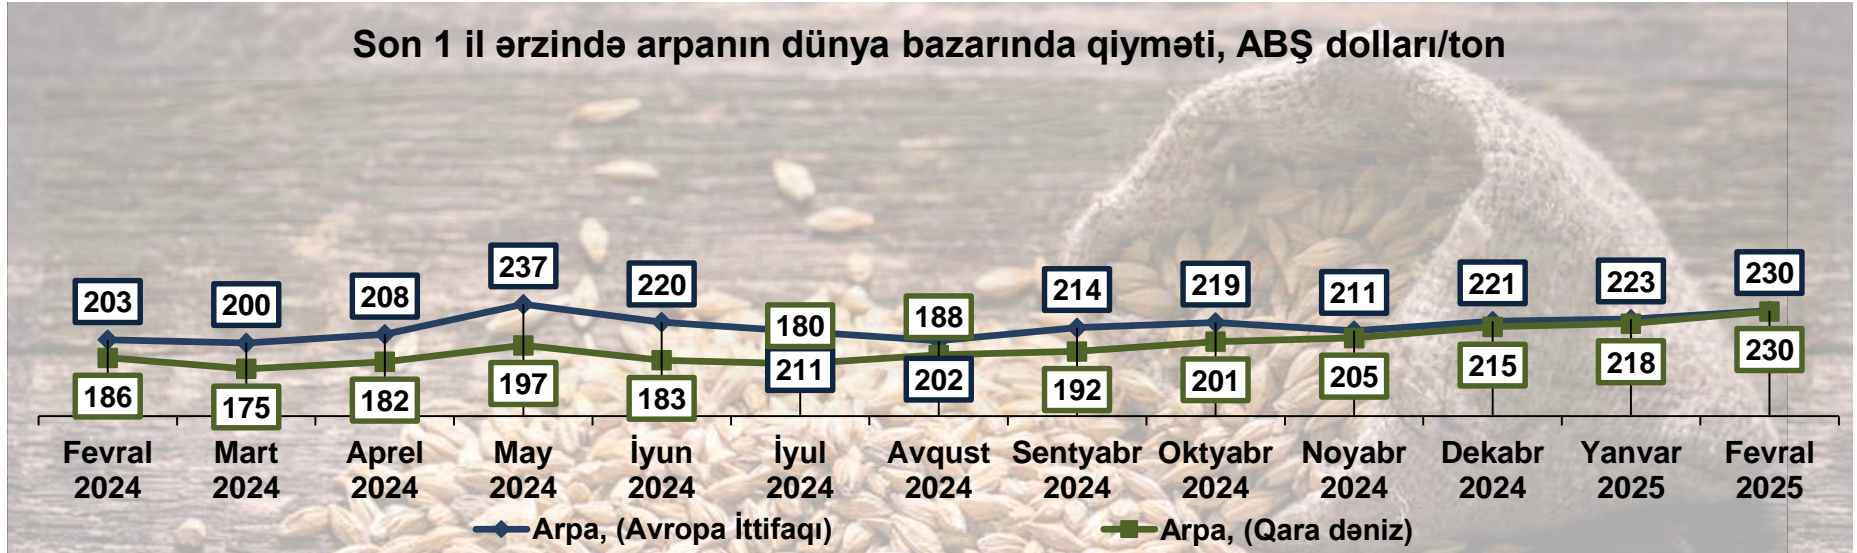 Son 1 il ərzində arpanın dünya bazarında qiyməti, ABŞ dolları/ton
203 200 208 237 220 180 188 214 219 211 221 223 230
186 175 182 197 183 211 202 192 201 205 215 218 230
Fevral Mart Aprel May İyun İyul Avqust Sentyabr Oktyabr Noyabr Dekabr Yanvar Fevral
2024 2024 2024 2024 2024 2024 2024 2024 2024 2024 2024 2025 2025
Arpa, (Avropa İttifaqı) Arpa, (Qara dəniz)